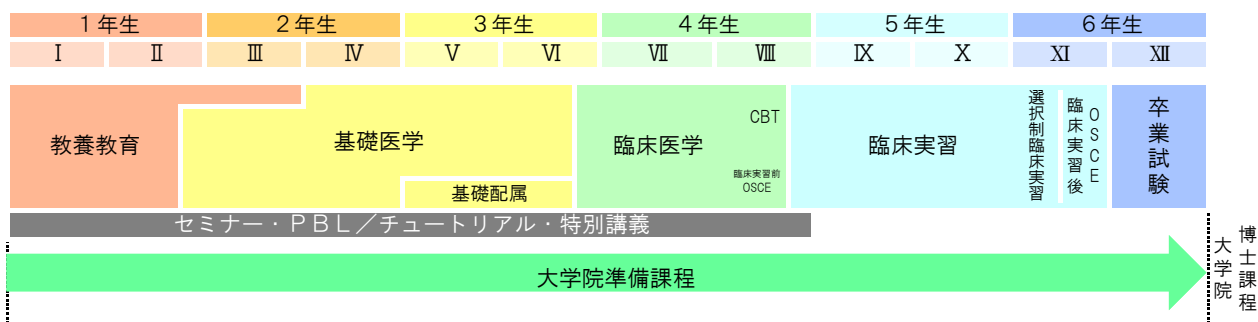 1年生 2年生 3年生 4年生 5年生 6年生
Ⅰ Ⅱ Ⅲ Ⅳ Ⅴ Ⅵ Ⅶ Ⅷ Ⅸ Ⅹ Ⅺ Ⅻ
教養教育
基礎医学
基礎配属
臨床医学
CBT
臨床実習前
OSCE
臨床実習
選択制臨床実習
臨床実習後
OSCE
卒業試験
セミナー・PBL/チュートリアル・特別講義
大学院準備課程
大学院
博士課程